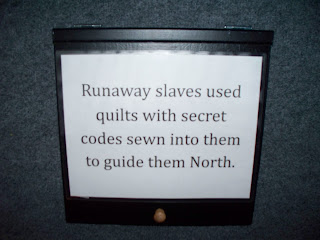 Runaway slaves used
quilts with secret
codes sewn into them
to guide them North.